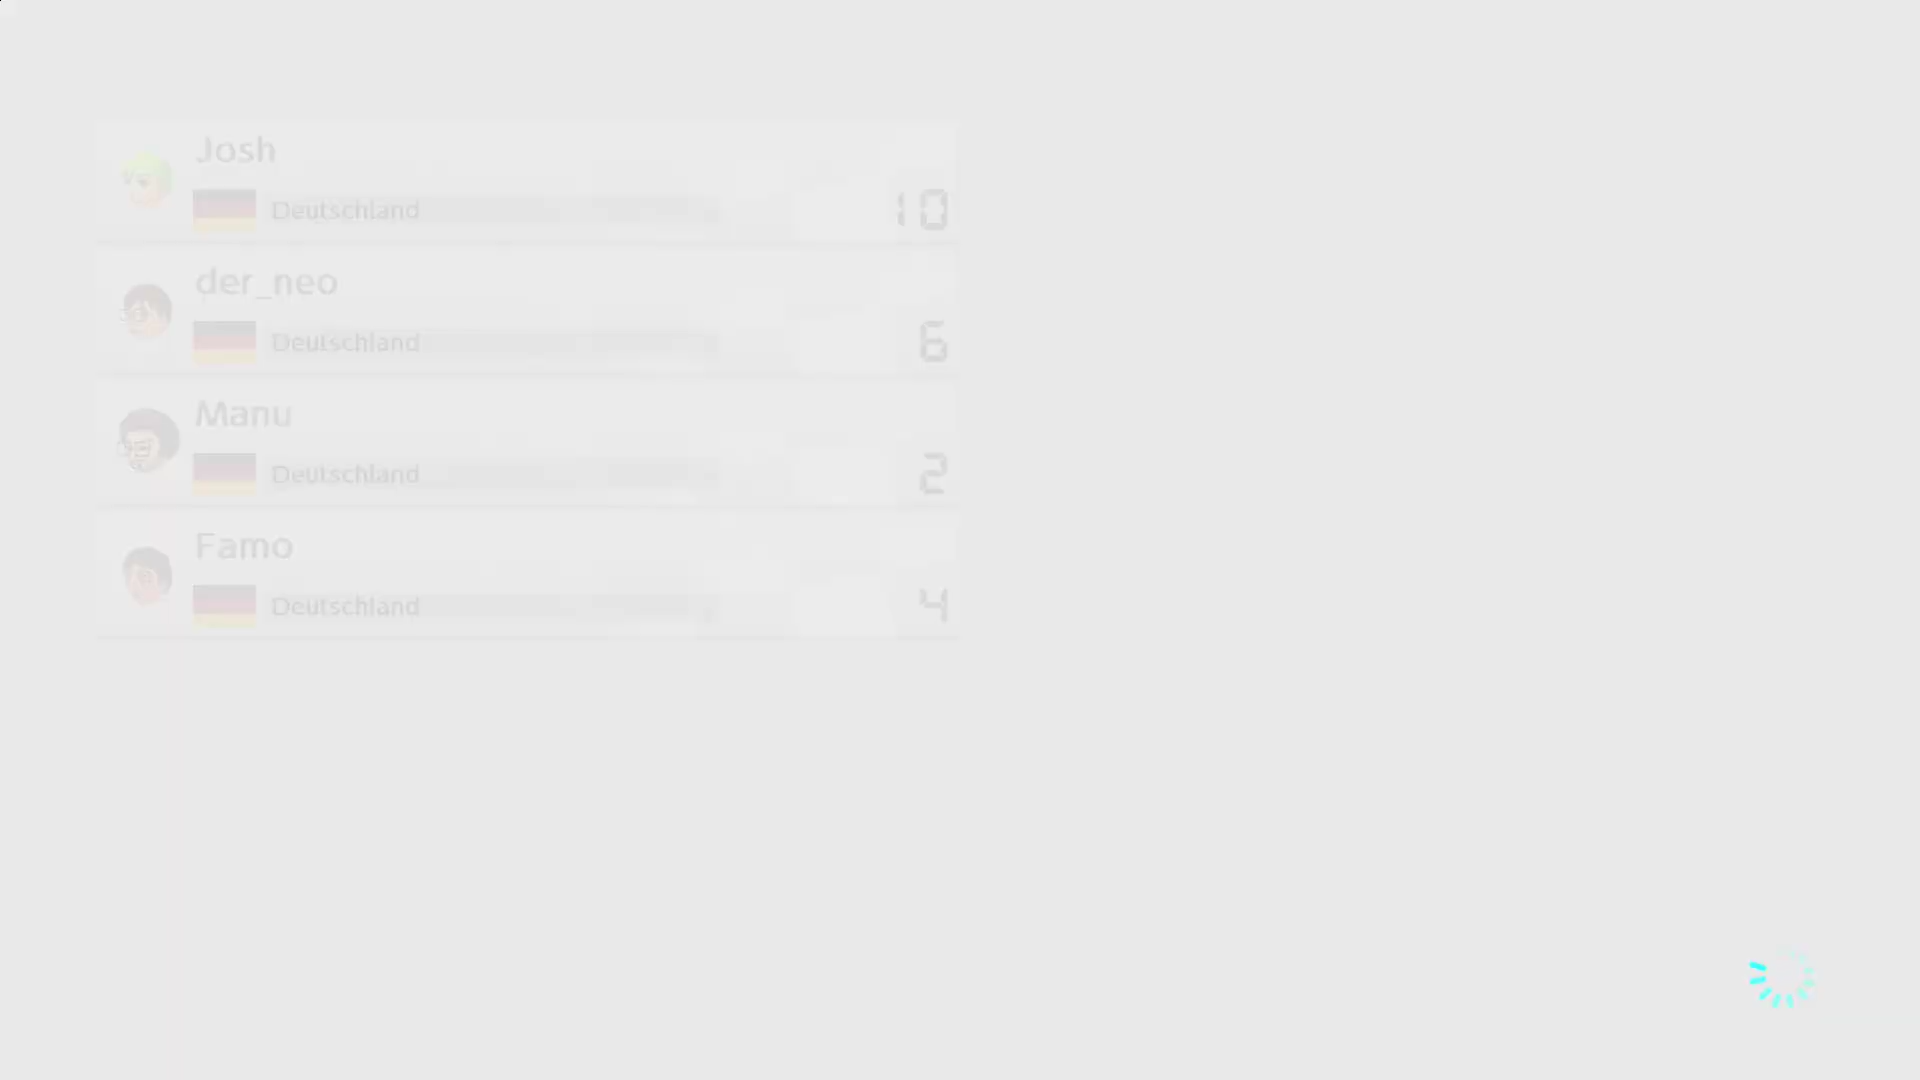 Josh
Deutschland 10
der_neo
Deutschland 6
Manu
Deutschland 2
Famo
Deutschland 4